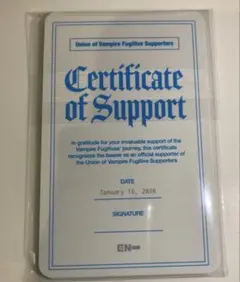 Union of Vampire Fugitive Supporters
Certificate
of Support
In gratitude for your invaluable support of the
Vampire Fugitives' journey, this certificate
recognizes the bearer as an official supporter of
the Union of Vampire Fugitive Supporters
DATE
January 16, 2026
SIGNATURE